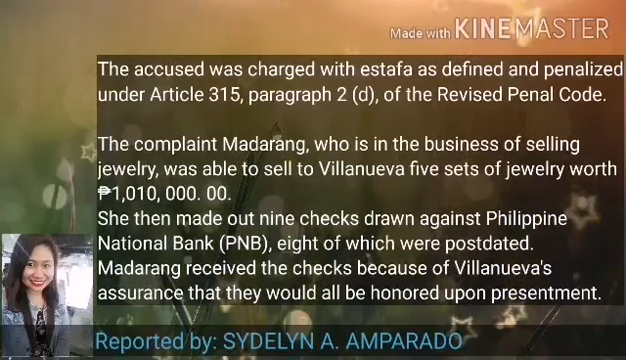 Made with KINEMASTER
The accused was charged with estafa as defined and penalized
under Article 315, paragraph 2 (d), of the Revised Penal Code.
The complaint Madarang, who is in the business of selling
jewelry, was able to sell to Villanueva five sets of jewelry worth
₱1,010, 000. 00.
She then made out nine checks drawn against Philippine
National Bank (PNB), eight of which were postdated.
Madarang received the checks because of Villanueva's
assurance that they would all be honored upon presentment.
Reported by: SYDELYN A. AMPARADO